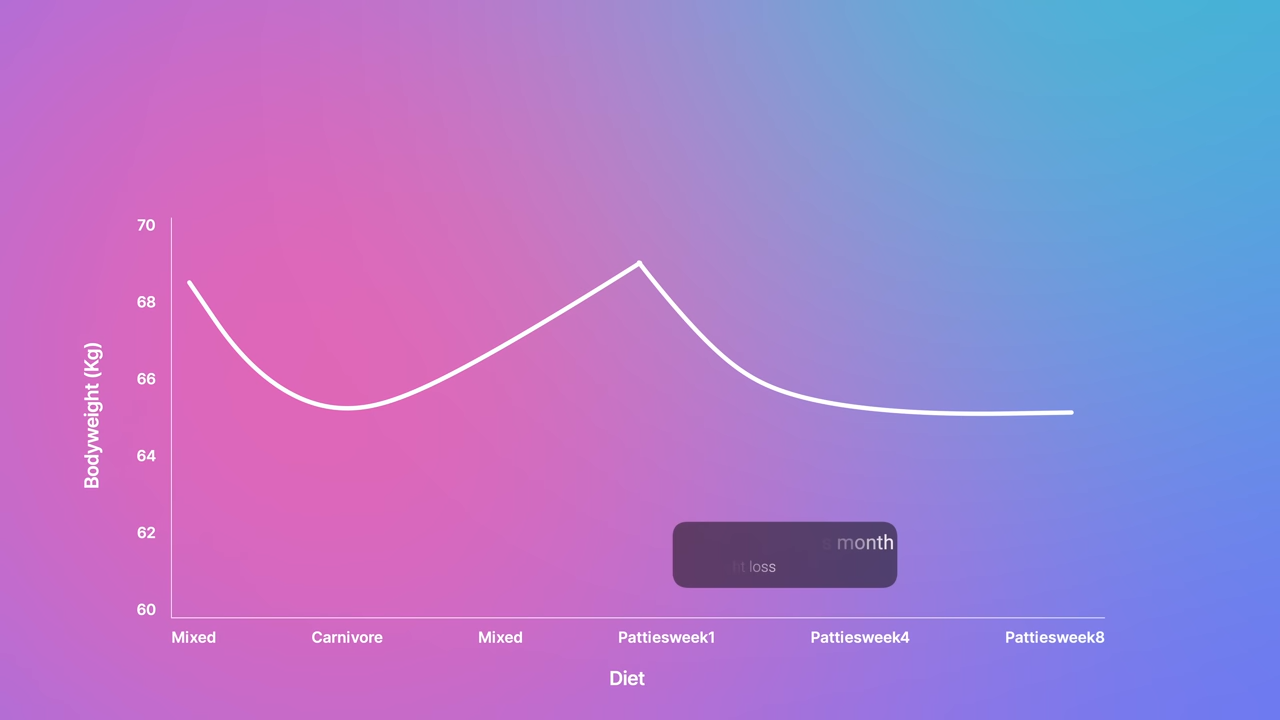 70
68
66
64
62
60
Bodyweight (Kg)
month
loss
Mixed Carnivore Mixed Pattiesweek1 Pattiesweek4 Pattiesweek8
Diet